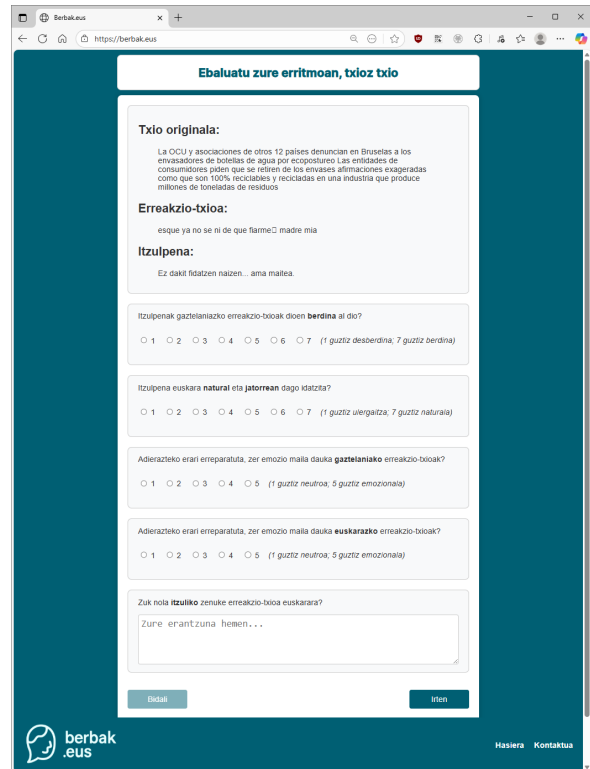 Berbak.eus
https://berbak.eus
Ebaluatu zure erritmoan, txioz txio
Txio originala:
La OCU y asociaciones de otros 12 países denuncian en Bruselas a los
envasadores de botellas de agua por ecopostureo Las entidades de
consumidores piden que se retiren de los envases afirmaciones exageradas
como que son 100% reciclables y recicladas en una industria que produce
millones de toneladas de residuos
Erreakzio-txioa:
esque ya no se ni de que fiarme□ madre mia
Itzulpena:
Ez dakit fidatzen naizen... ama maitea.
Itzulpenak gaztelaniazko erreakzio-txioak dioen berdina al dio?
1 2 3 4 5 6 7 (1 guztiz desberdina; 7 guztiz berdina)
Itzulpena euskara natural eta jatorrean dago idatzita?
1 2 3 4 5 6 7 (1 guztiz ulergaitza; 7 guztiz naturala)
Adierazteko erari erreparatuta, zer emozio maila dauka gaztelaniako erreakzio-txioak?
1 2 3 4 5 (1 guztiz neutroa; 5 guztiz emozionala)
Adierazteko erari erreparatuta, zer emozio maila dauka euskarazko erreakzio-txioak?
1 2 3 4 5 (1 guztiz neutroa; 5 guztiz emozionala)
Zuk nola itzuliko zenuke erreakzio-txioa euskarara?
Zure erantzuna hemen...
Bidali Irten
berbak
.eus
Hasiera Kontaktua